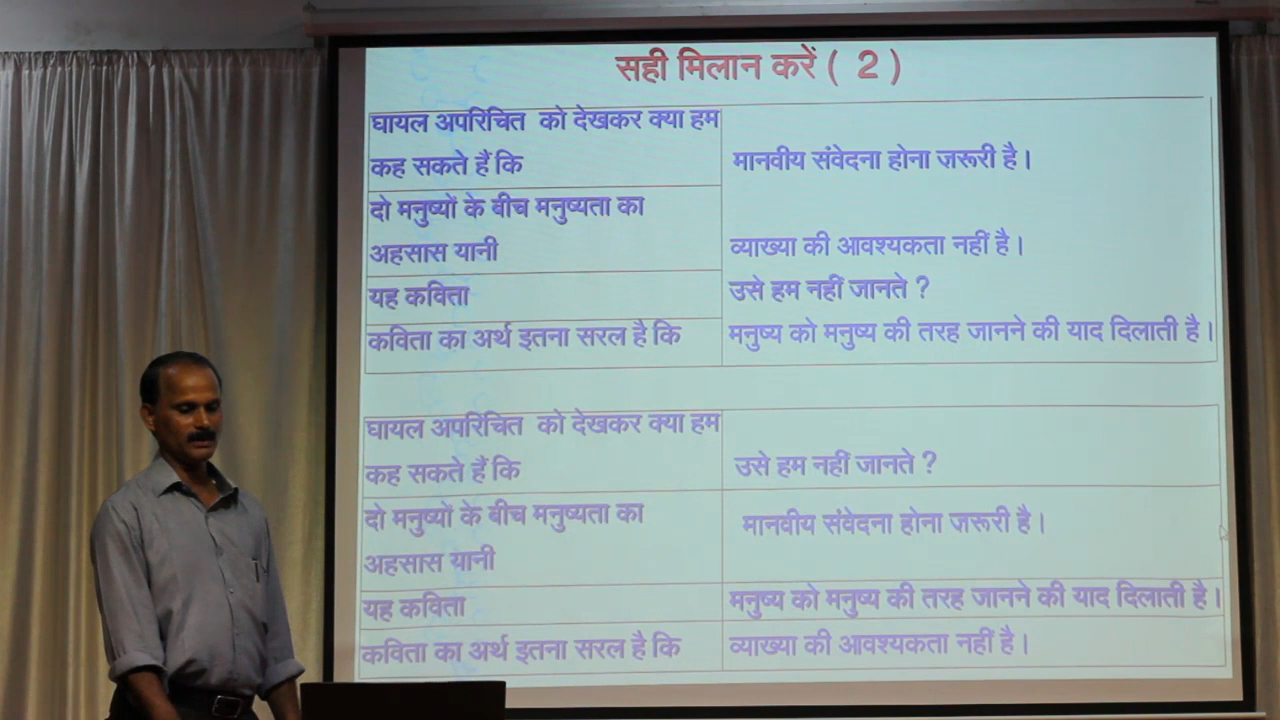 सही मिलान करें ( 2 )
घायल अपरिचित को देखकर क्या हम
कह सकते हैं कि
मानवीय संवेदना होना ज़रूरी है।
दो मनुष्यों के बीच मनुष्यता का
अहसास यानी
व्याख्या की आवश्यकता नहीं है।
यह कविता
उसे हम नहीं जानते ?
कविता का अर्थ इतना सरल है कि
मनुष्य को मनुष्य की तरह जानने की याद दिलाती है।
घायल अपरिचित को देखकर क्या हम
कह सकते हैं कि
उसे हम नहीं जानते ?
दो मनुष्यों के बीच मनुष्यता का
अहसास यानी
मानवीय संवेदना होना ज़रूरी है।
यह कविता
मनुष्य को मनुष्य की तरह जानने की याद दिलाती है।
कविता का अर्थ इतना सरल है कि
व्याख्या की आवश्यकता नहीं है।